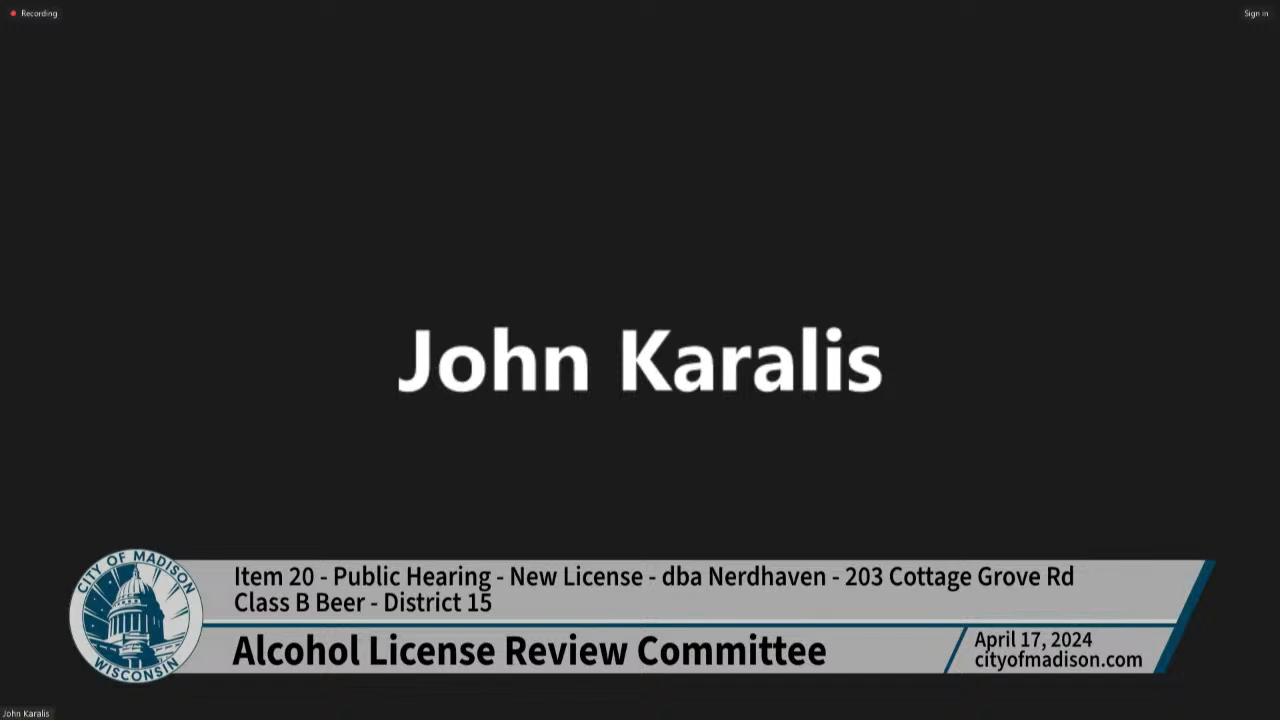 Recording
Sign in
John Karalis
Item 20 - Public Hearing - New License - dba Nerdhaven - 203 Cottage Grove Rd
Class B Beer - District 15
CITY OF MADISON
WISCONSIN
Alcohol License Review Committee
April 17, 2024
cityofmadison.com
John Karalis